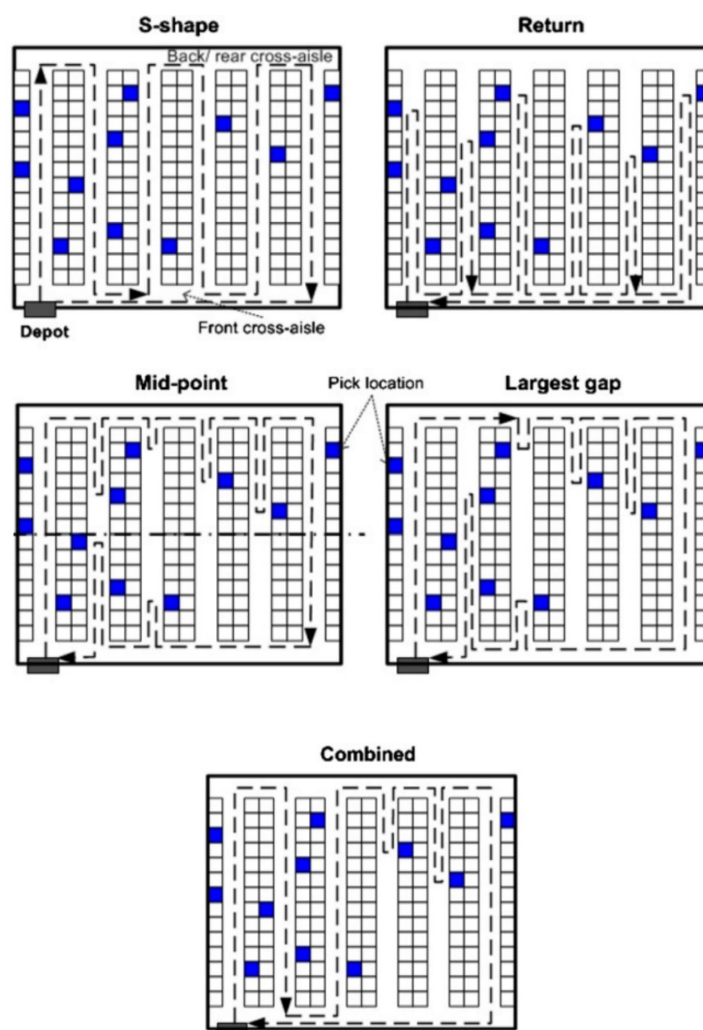 S-shape
Return
Back/ rear cross-aisle
Depot
Front cross-aisle
Mid-point
Pick location
Largest gap
Combined